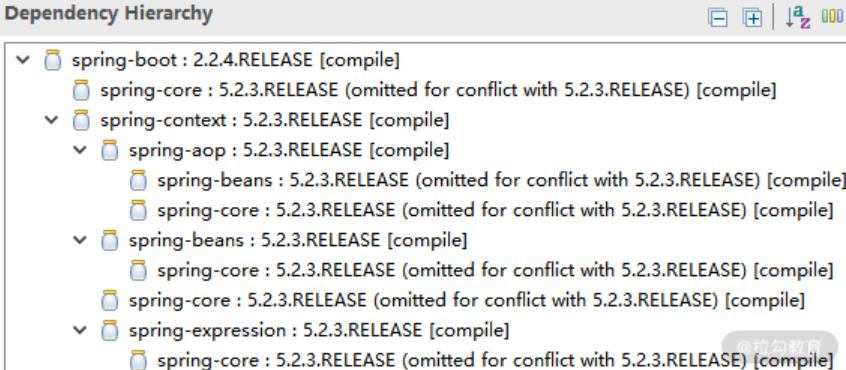 Dependency Hierarchy
spring-boot : 2.2.4.RELEASE [compile]
spring-core : 5.2.3.RELEASE (omitted for conflict with 5.2.3.RELEASE) [compile]
spring-context : 5.2.3.RELEASE [compile]
spring-aop : 5.2.3.RELEASE [compile]
spring-beans : 5.2.3.RELEASE (omitted for conflict with 5.2.3.RELEASE) [compile]
spring-core : 5.2.3.RELEASE (omitted for conflict with 5.2.3.RELEASE) [compile]
spring-beans : 5.2.3.RELEASE [compile]
spring-core : 5.2.3.RELEASE (omitted for conflict with 5.2.3.RELEASE) [compile]
spring-core : 5.2.3.RELEASE (omitted for conflict with 5.2.3.RELEASE) [compile]
spring-expression : 5.2.3.RELEASE [compile]
@拉勾教育
spring-core : 5.2.3.RELEASE (omitted for conflict with 5.2.3.RELEASE) [compile]